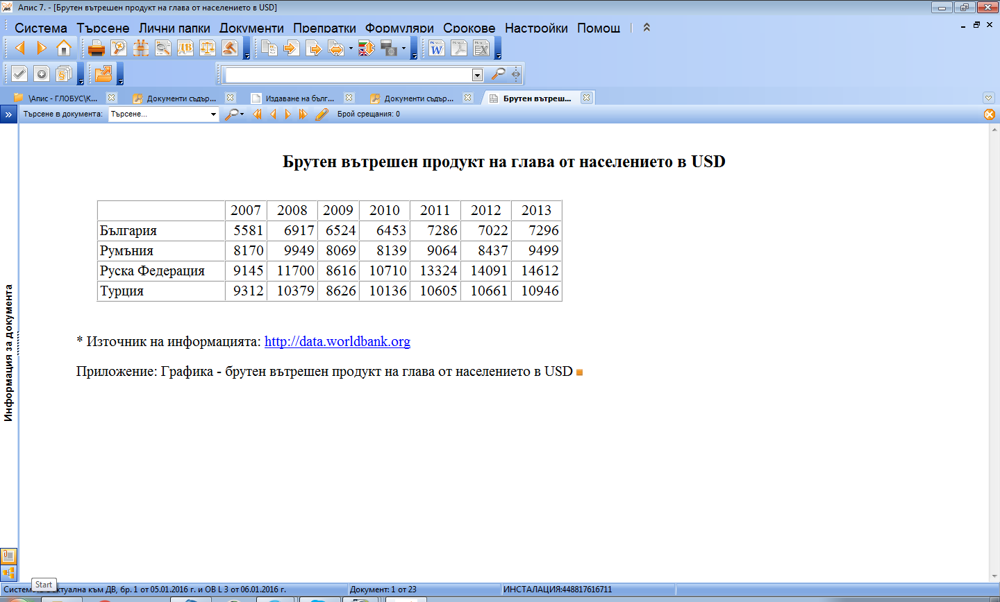 Апис 7. - [Брутен вътрешен продукт на глава от населението в USD]
Система Търсене Лични папки Документи Препратки Формуляри Срокове Настройки Помощ
\Апис - ГЛОБУС\К... Документи съдър... Издаване на бълг... Документи съдър... Брутен вътреш...
Търсене в документа: Търсене... Брой срещания: 0
Информация за документа
Брутен вътрешен продукт на глава от населението в USD
2007 2008 2009 2010 2011 2012 2013
България 5581 6917 6524 6453 7286 7022 7296
Румъния 8170 9949 8069 8139 9064 8437 9499
Руска Федерация 9145 11700 8616 10710 13324 14091 14612
Турция 9312 10379 8626 10136 10605 10661 10946
* Източник на информацията: http://data.worldbank.org
Приложение: Графика - брутен вътрешен продукт на глава от населението в USD
Start
към ДВ, бр. 1 от 05.01.2016 г. и ОВ L 3 от 06.01.2016 г. Документ: 1 от 23 ИНСТАЛАЦИЯ:448817616711